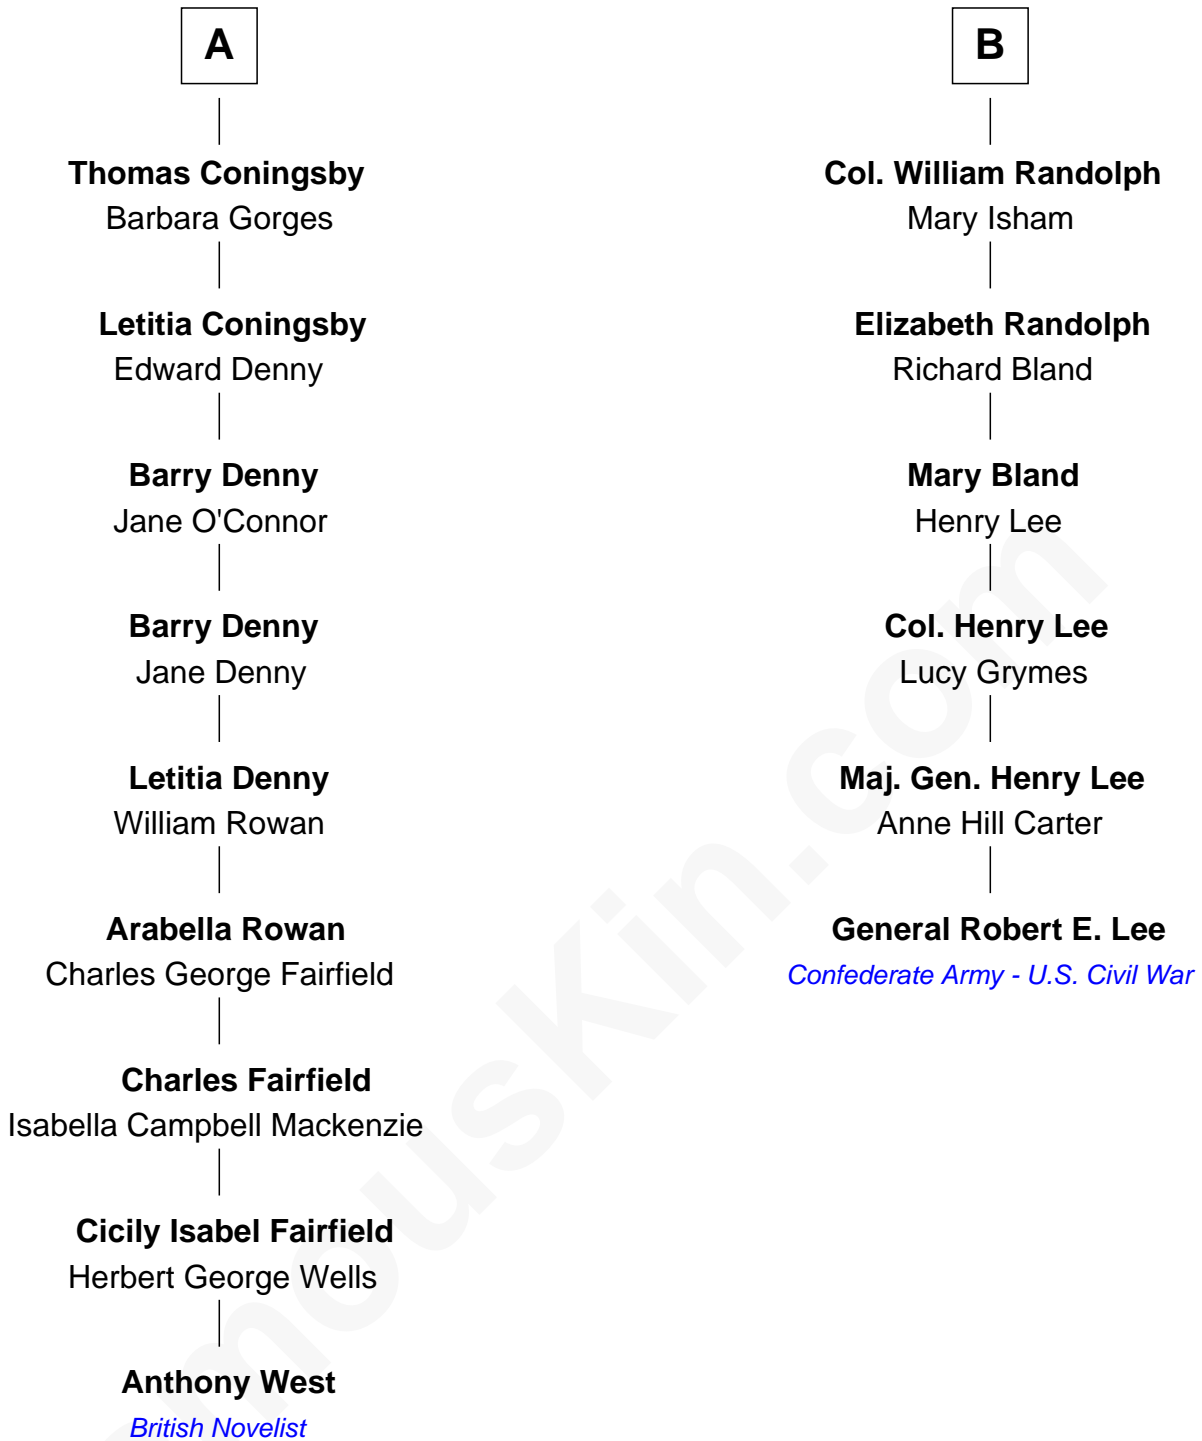 A
Thomas Coningsby
Barbara Gorges
Letitia Coningsby
Edward Denny
Barry Denny
Jane O'Connor
Barry Denny
Jane Denny
Letitia Denny
William Rowan
Arabella Rowan
Charles George Fairfield
Charles Fairfield
Isabella Campbell Mackenzie
Cicily Isabel Fairfield
Herbert George Wells
Anthony West
British Novelist
B
Col. William Randolph
Mary Isham
Elizabeth Randolph
Richard Bland
Mary Bland
Henry Lee
Col. Henry Lee
Lucy Grymes
Maj. Gen. Henry Lee
Anne Hill Carter
General Robert E. Lee
Confederate Army - U.S. Civil War
mousKin.com